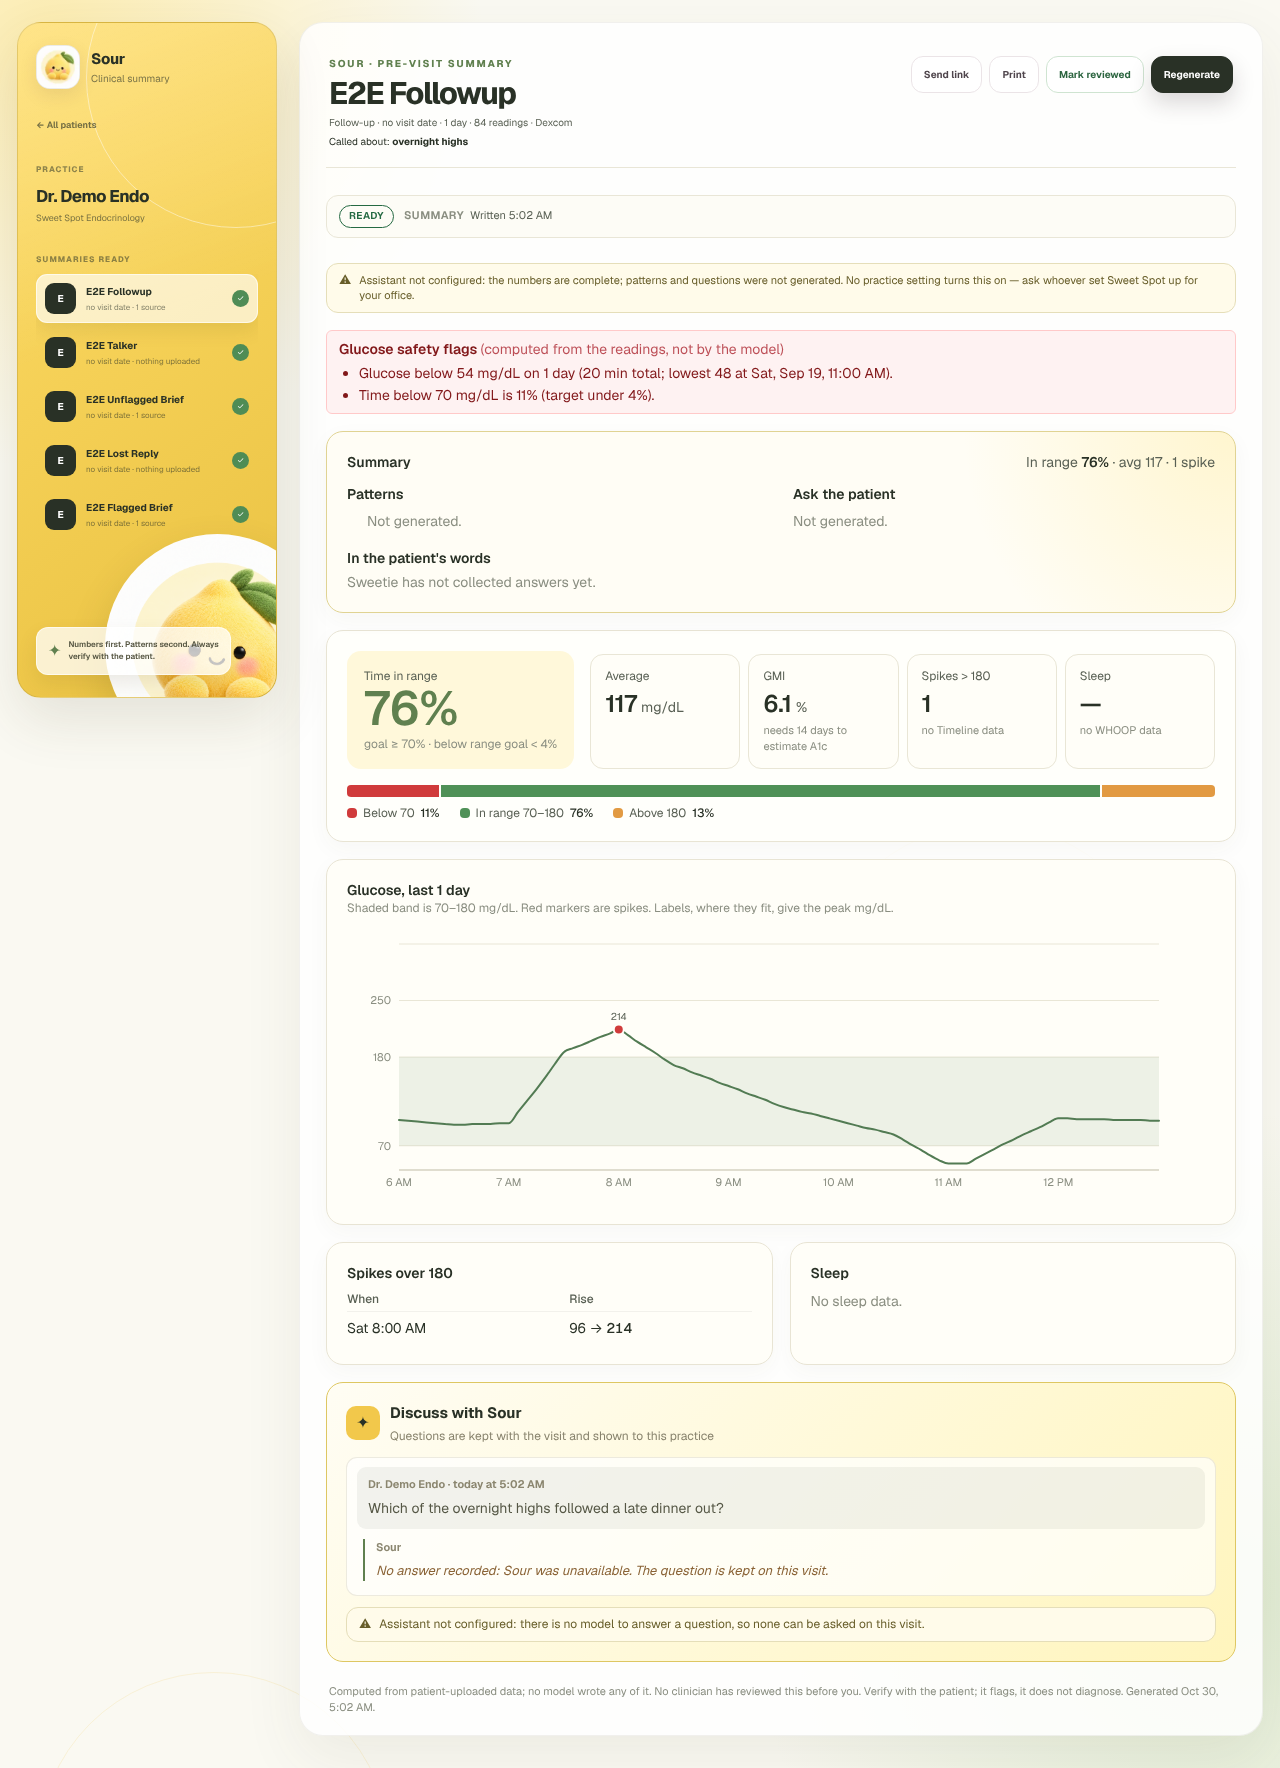 Sour
Clinical summary
← All patients
PRACTICE
Dr. Demo Endo
Sweet Spot Endocrinology
SUMMARIES READY
E
E2E Followup
no visit date · 1 source
E
E2E Talker
no visit date · nothing uploaded
E
E2E Unflagged Brief
no visit date · 1 source
E
E2E Lost Reply
no visit date · nothing uploaded
E
E2E Flagged Brief
no visit date · 1 source
Numbers first. Patterns second. Always
verify with the patient.
SOUR · PRE-VISIT SUMMARY
E2E Followup
Follow-up · no visit date · 1 day · 84 readings · Dexcom
Called about: overnight highs
Send link
Print
Mark reviewed
Regenerate
READY SUMMARY Written 5:02 AM
Assistant not configured: the numbers are complete; patterns and questions were not generated. No practice setting turns this on — ask whoever set Sweet Spot up for
your office.
Glucose safety flags (computed from the readings, not by the model)
• Glucose below 54 mg/dL on 1 day (20 min total; lowest 48 at Sat, Sep 19, 11:00 AM).
• Time below 70 mg/dL is 11% (target under 4%).
Summary
In range 76% · avg 117 · 1 spike
Patterns
Not generated.
Ask the patient
Not generated.
In the patient's words
Sweetie has not collected answers yet.
Time in range
76%
goal ≥ 70% · below range goal < 4%
Average
117 mg/dL
GMI
6.1 %
needs 14 days to
estimate A1c
Spikes > 180
1
no Timeline data
Sleep
—
no WHOOP data
Below 70 11%
In range 70–180 76%
Above 180 13%
Glucose, last 1 day
Shaded band is 70–180 mg/dL. Red markers are spikes. Labels, where they fit, give the peak mg/dL.
250
214
180
70
6 AM
7 AM
8 AM
9 AM
10 AM
11 AM
12 PM
Spikes over 180
When
Rise
Sat 8:00 AM
96 → 214
Sleep
No sleep data.
Discuss with Sour
Questions are kept with the visit and shown to this practice
Dr. Demo Endo · today at 5:02 AM
Which of the overnight highs followed a late dinner out?
Sour
No answer recorded: Sour was unavailable. The question is kept on this visit.
Assistant not configured: there is no model to answer a question, so none can be asked on this visit.
Computed from patient-uploaded data; no model wrote any of it. No clinician has reviewed this before you. Verify with the patient; it flags, it does not diagnose. Generated Oct 30,
5:02 AM.